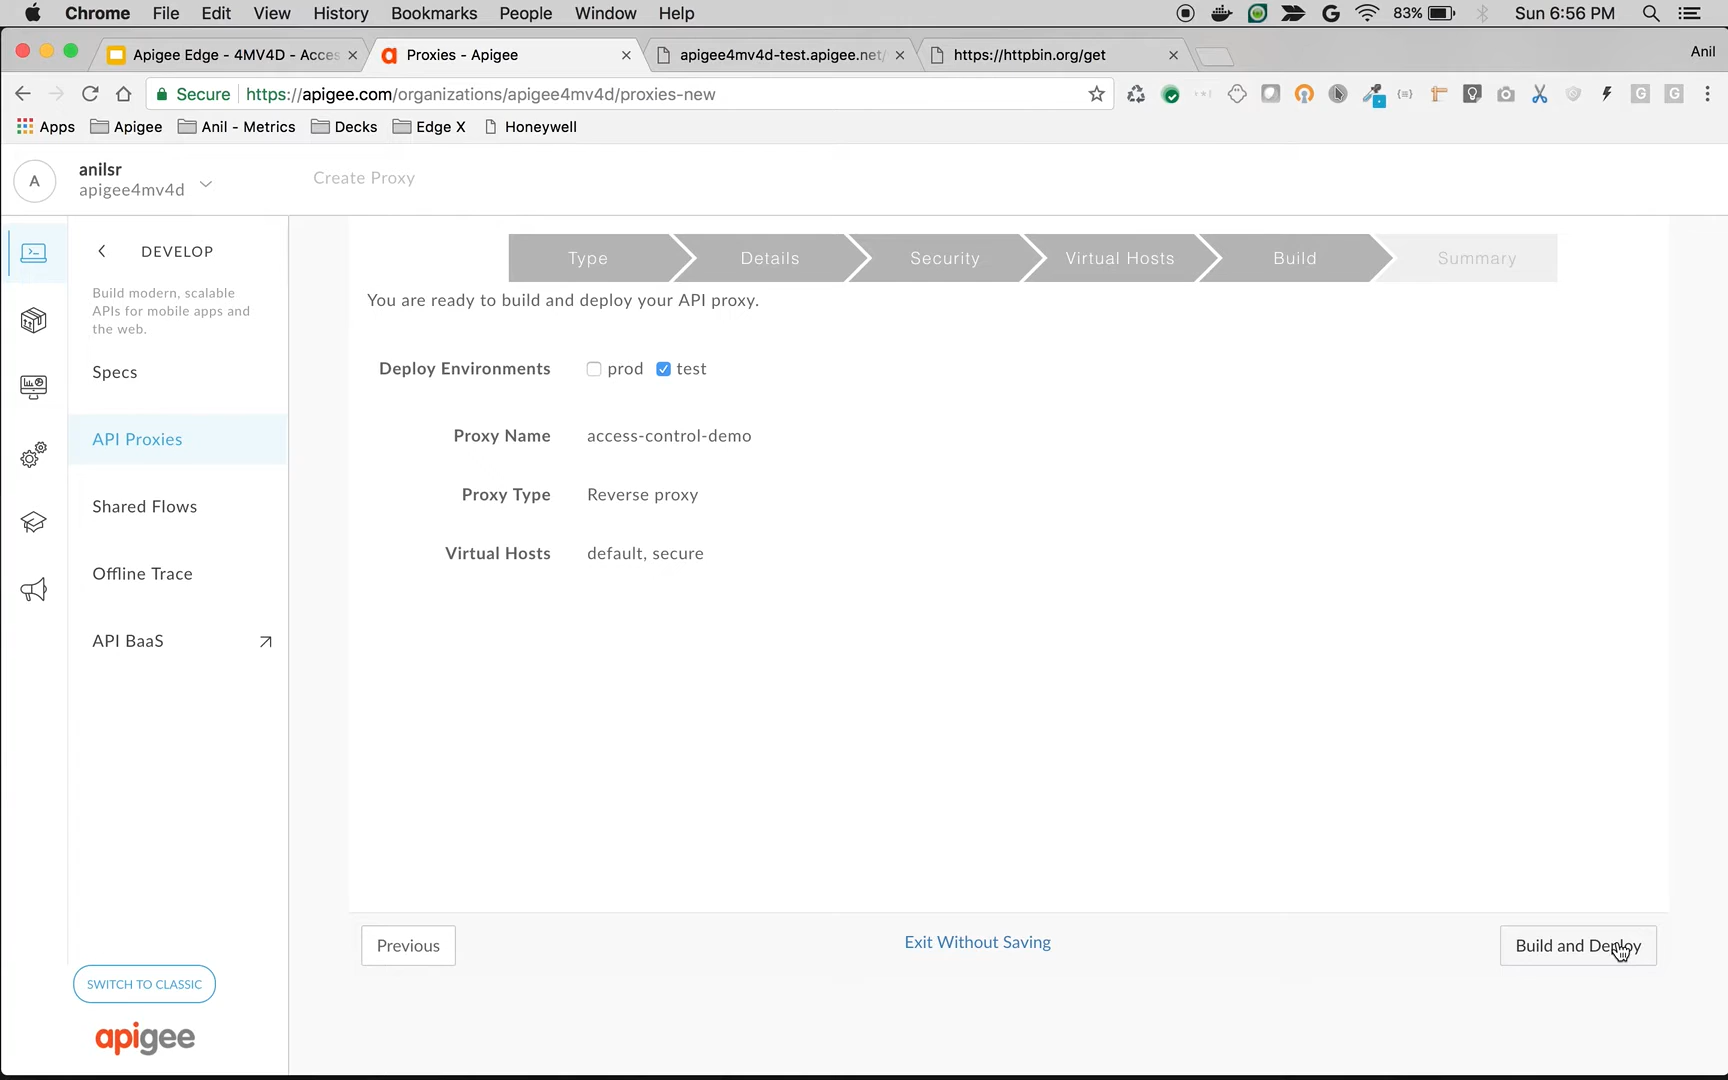 Chrome File Edit View History Bookmarks People Window Help 83% Sun 6:56 PM
Apigee Edge - 4MV4D - Acces
Proxies - Apigee
apigee4mv4d-test.apigee.net/
https://httpbin.org/get
Anil
Secure https://apigee.com/organizations/apigee4mv4d/proxies-new
Apps Apigee Anil - Metrics Decks Edge X Honeywell
A
anilsr
apigee4mv4d
Create Proxy
DEVELOP
Build modern, scalable
APIs for mobile apps and
the web.
Specs
API Proxies
Shared Flows
Offline Trace
API BaaS
SWITCH TO CLASSIC
apigee
Type Details Security Virtual Hosts Build Summary
You are ready to build and deploy your API proxy.
Deploy Environments prod test
Proxy Name access-control-demo
Proxy Type Reverse proxy
Virtual Hosts default, secure
Previous
Exit Without Saving
Build and Deploy